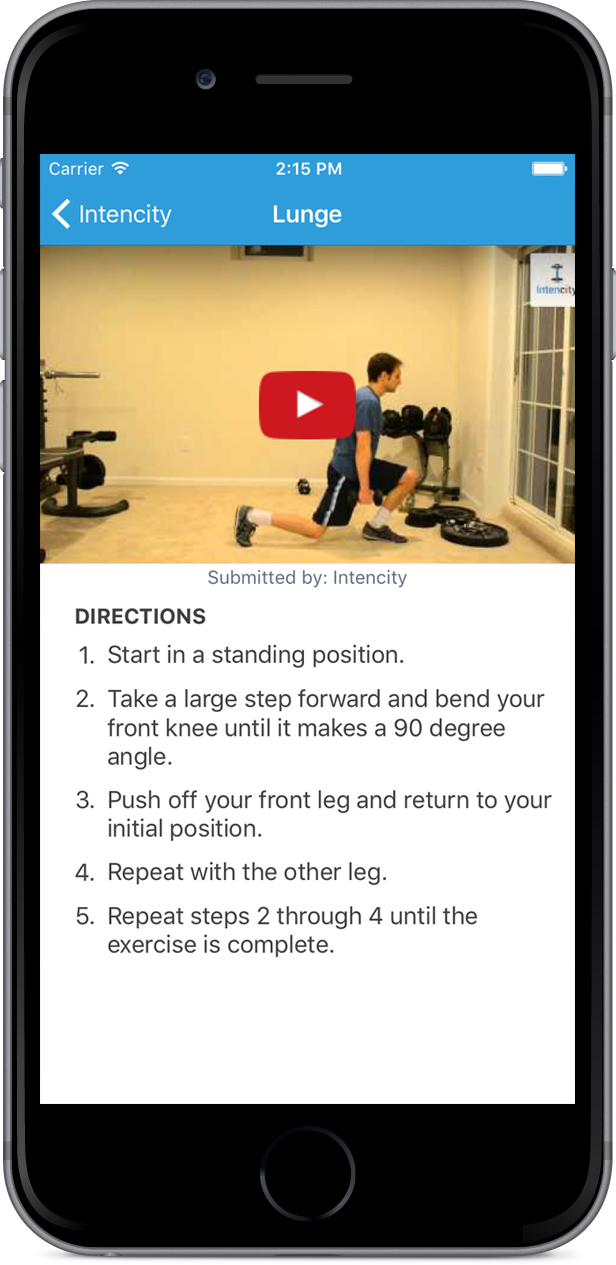 Carrier 2:15 PM
Intencity Lunge
Intencity
Submitted by: Intencity
DIRECTIONS
1. Start in a standing position.
2. Take a large step forward and bend your
front knee until it makes a 90 degree
angle.
3. Push off your front leg and return to your
initial position.
4. Repeat with the other leg.
5. Repeat steps 2 through 4 until the
exercise is complete.